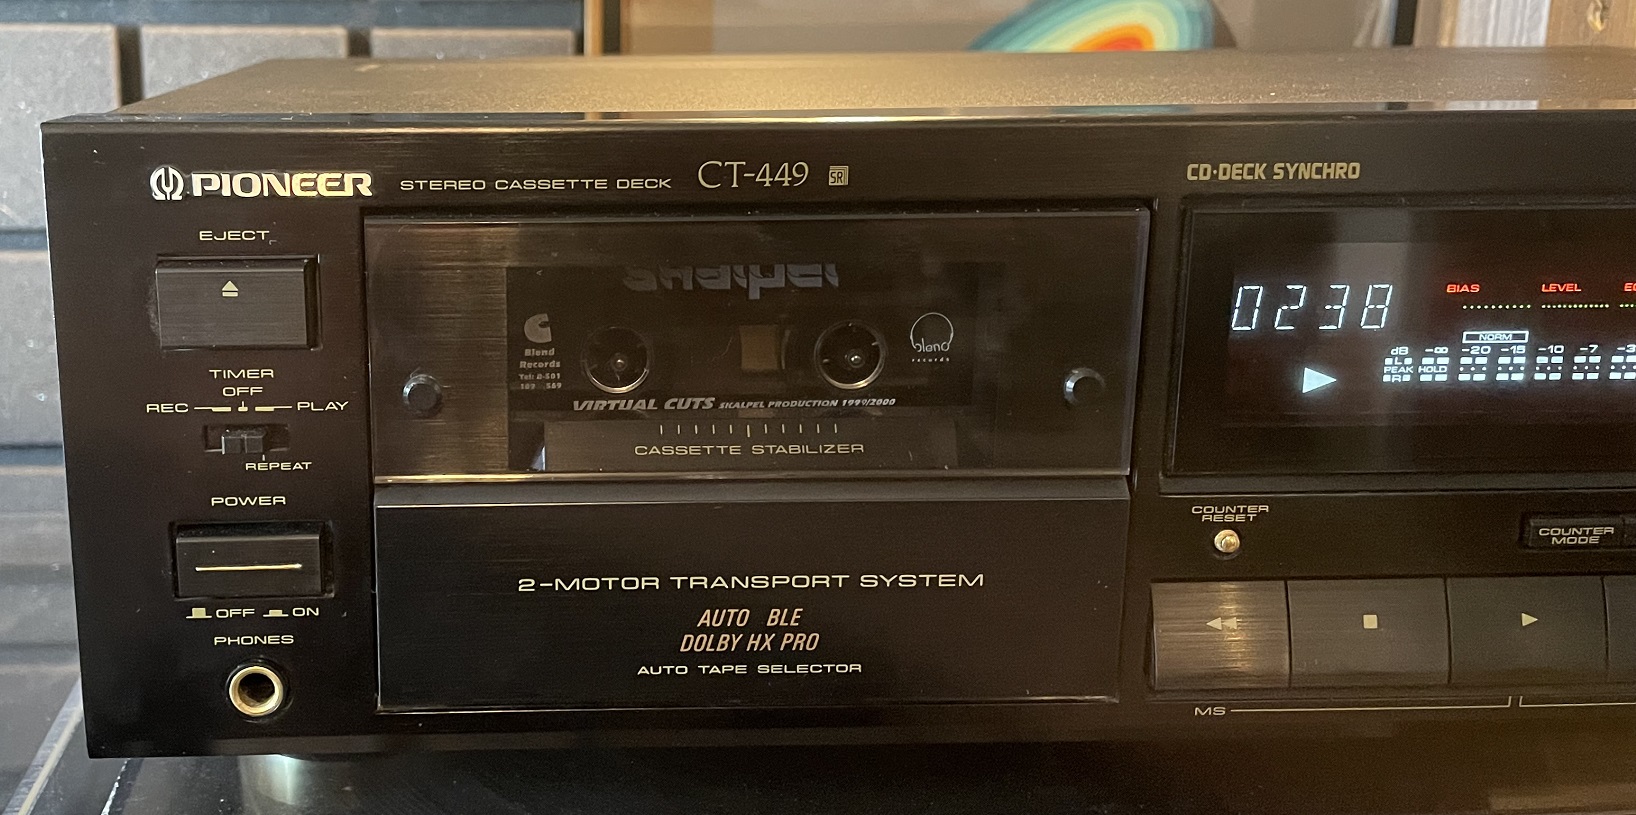 PIONEER STEREO CASSETTE DECK CT-449 SR
CD·DECK SYNCHRO
EJECT
TIMER
OFF
REC PLAY
REPEAT
POWER
OFF ON
PHONES
skalpel
Blend
Records
blend
records
VIRTUAL CUTS SKALPEL PRODUCTION 1999/2000
CASSETTE STABILIZER
2-MOTOR TRANSPORT SYSTEM
AUTO BLE
DOLBY HX PRO
AUTO TAPE SELECTOR
0238
BIAS LEVEL
NORM
dB -∞ -20 -15 -10 -7
L
PEAK HOLD
R
COUNTER
RESET
COUNTER
MODE
MS